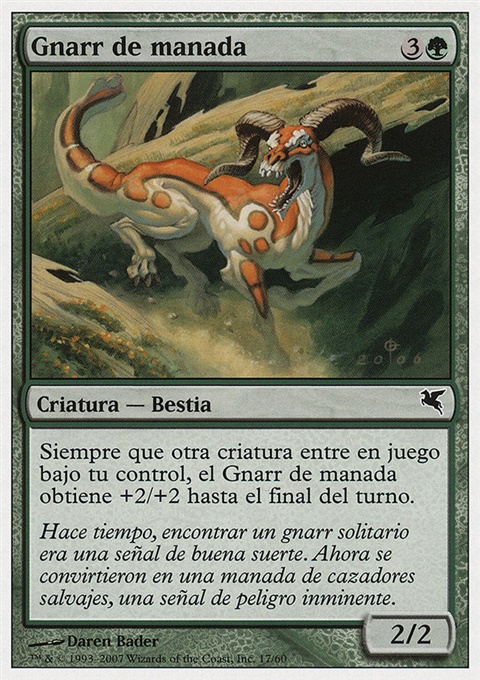 Gnarr de manada 3
2006
Criatura — Bestia
Siempre que otra criatura entre en juego
bajo tu control, el Gnarr de manada
obtiene +2/+2 hasta el final del turno.
Hace tiempo, encontrar un gnarr solitario
era una señal de buena suerte. Ahora se
convirtieron en una manada de cazadores
salvajes, una señal de peligro inminente.
Daren Bader
2/2
™ & © 1993–2007 Wizards of the Coast, Inc. 17/60